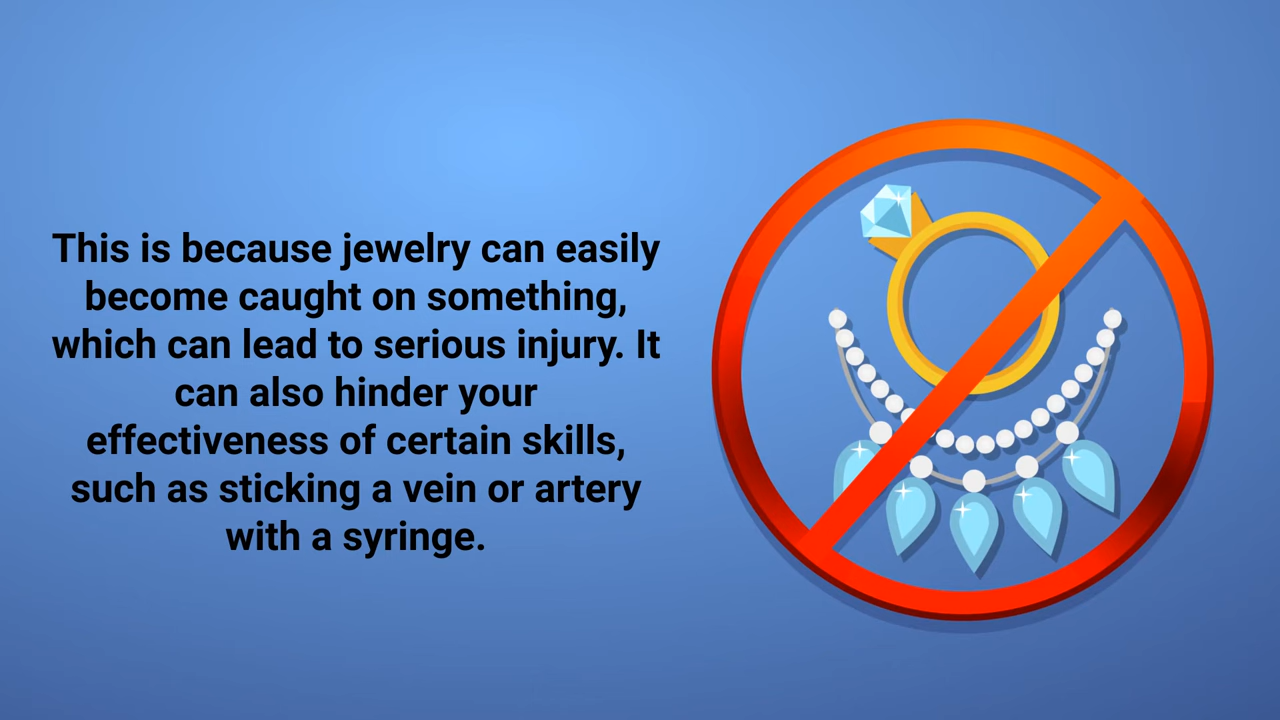 This is because jewelry can easily
become caught on something,
which can lead to serious injury. It
can also hinder your
effectiveness of certain skills,
such as sticking a vein or artery
with a syringe.